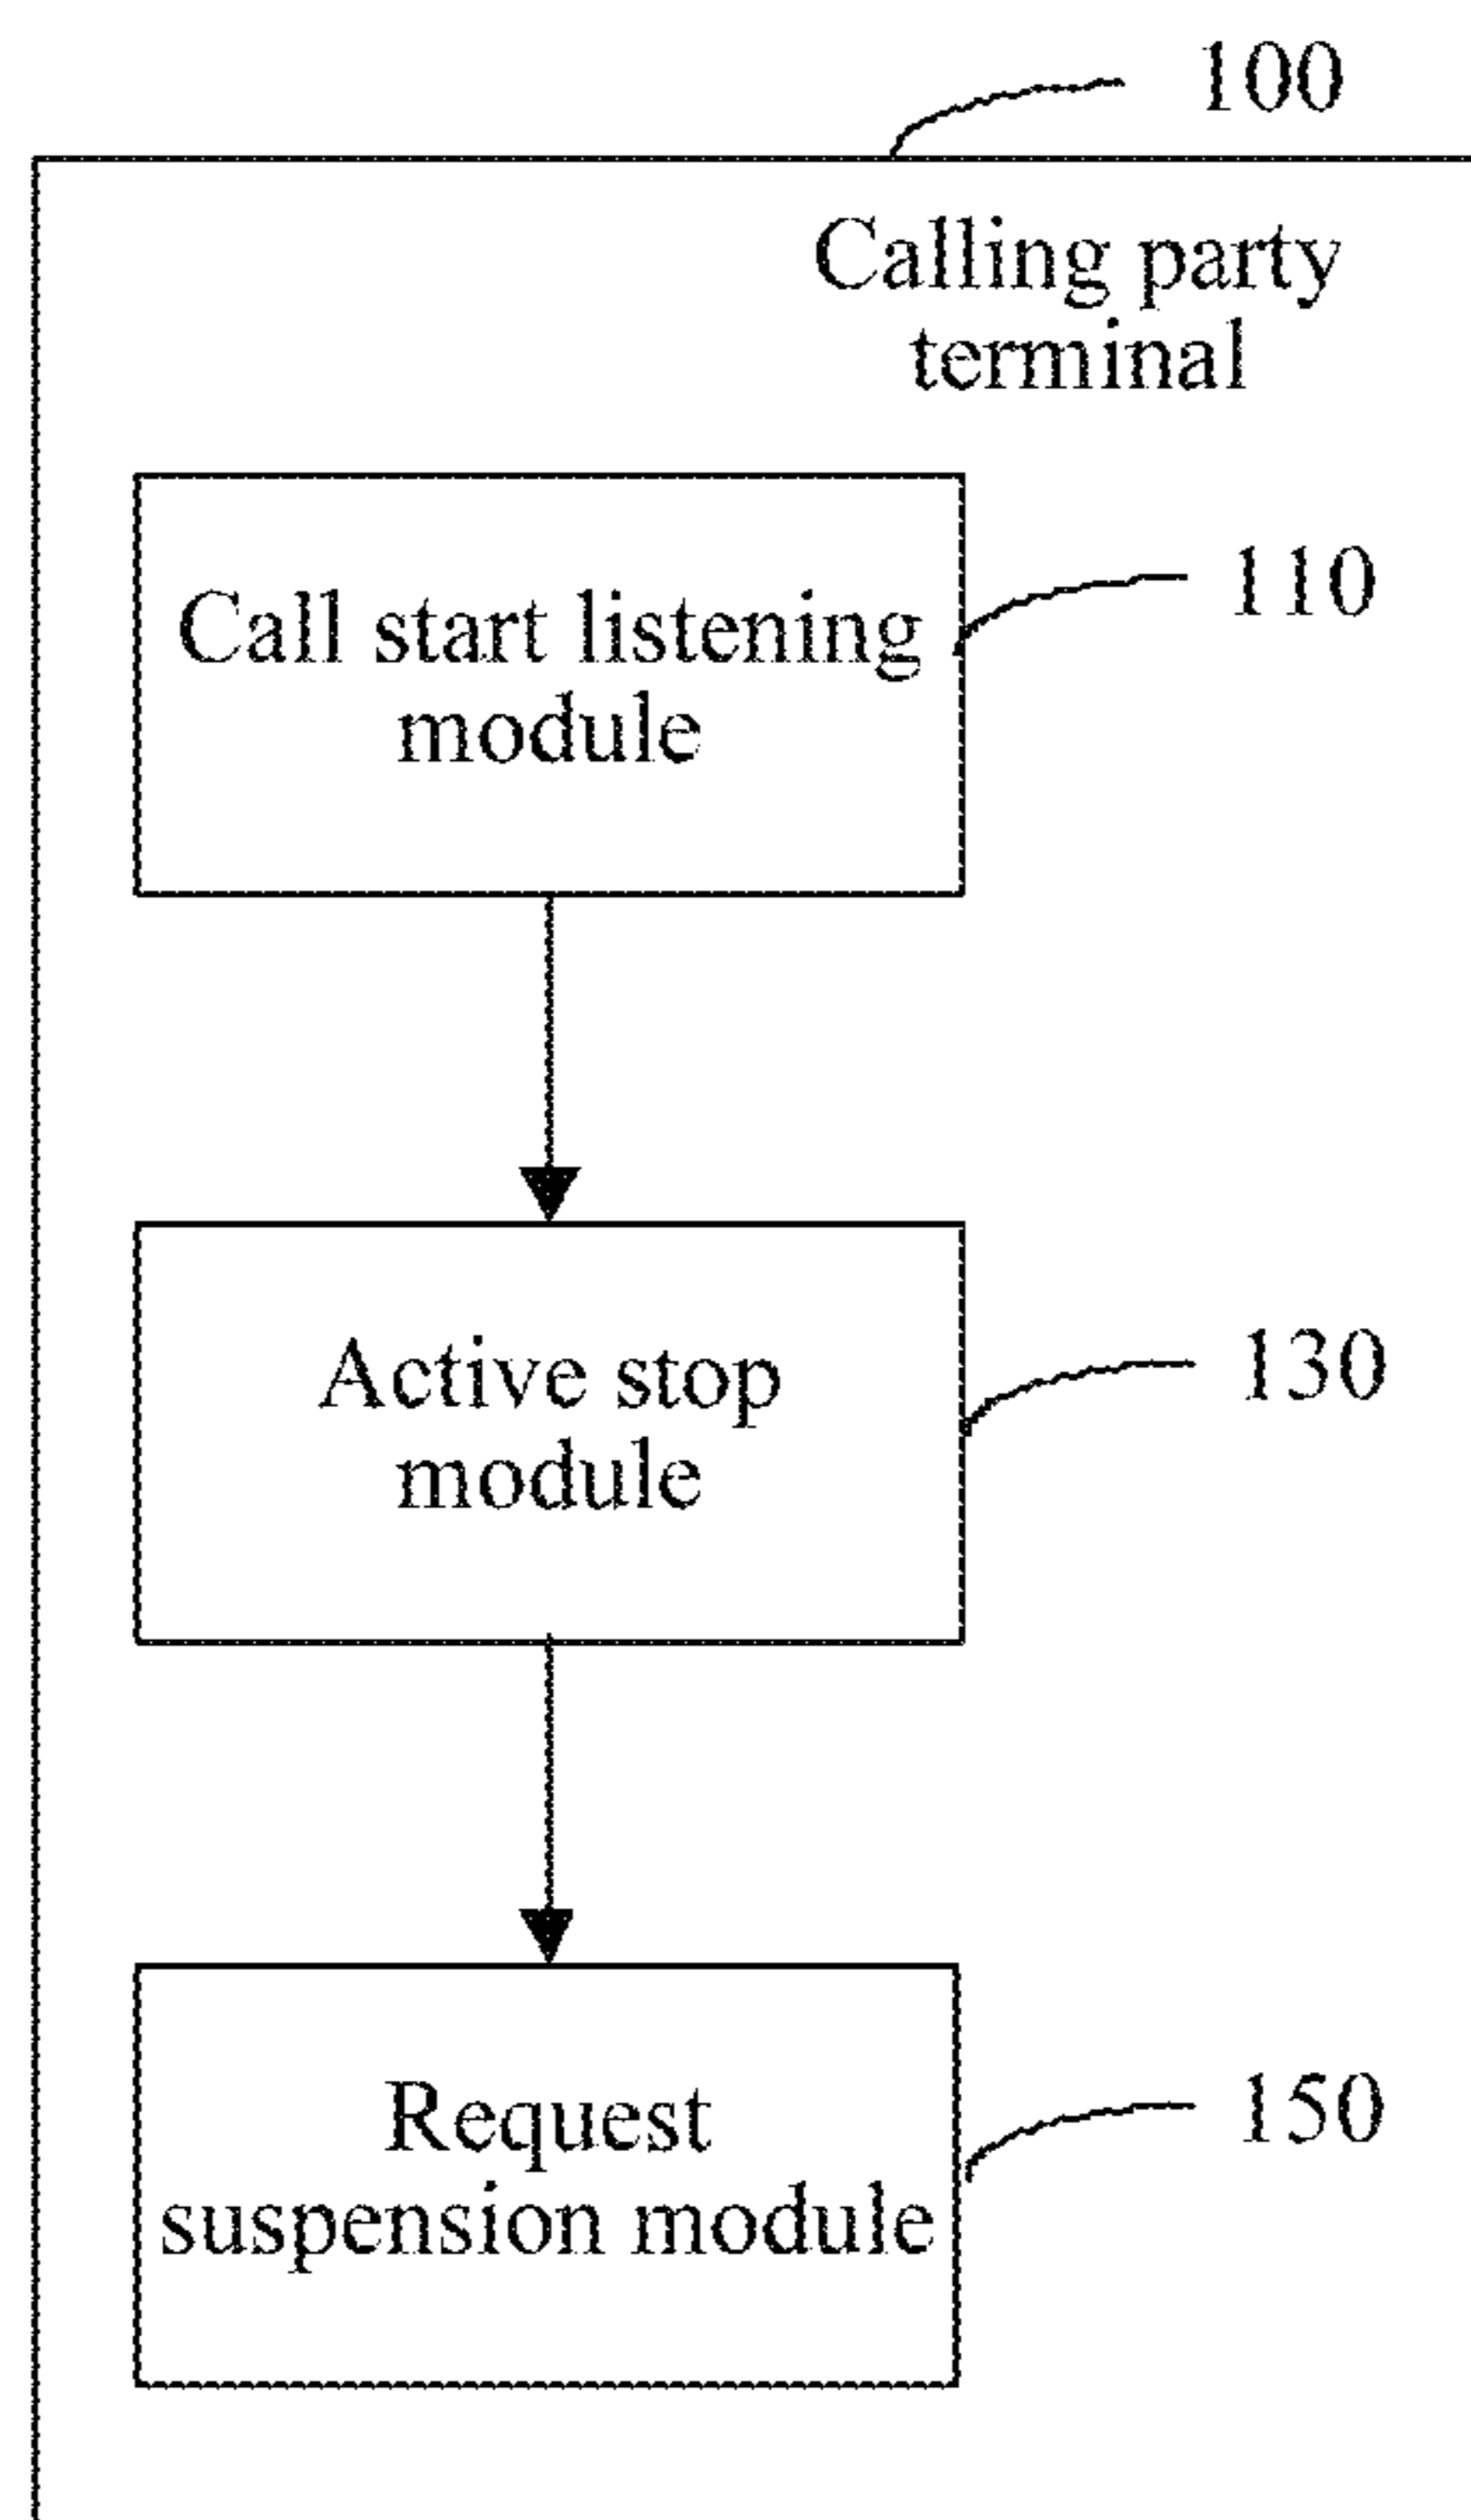 100
Calling party
terminal
Call start listening
module
110
Active stop
module
130
Request
suspension module
150